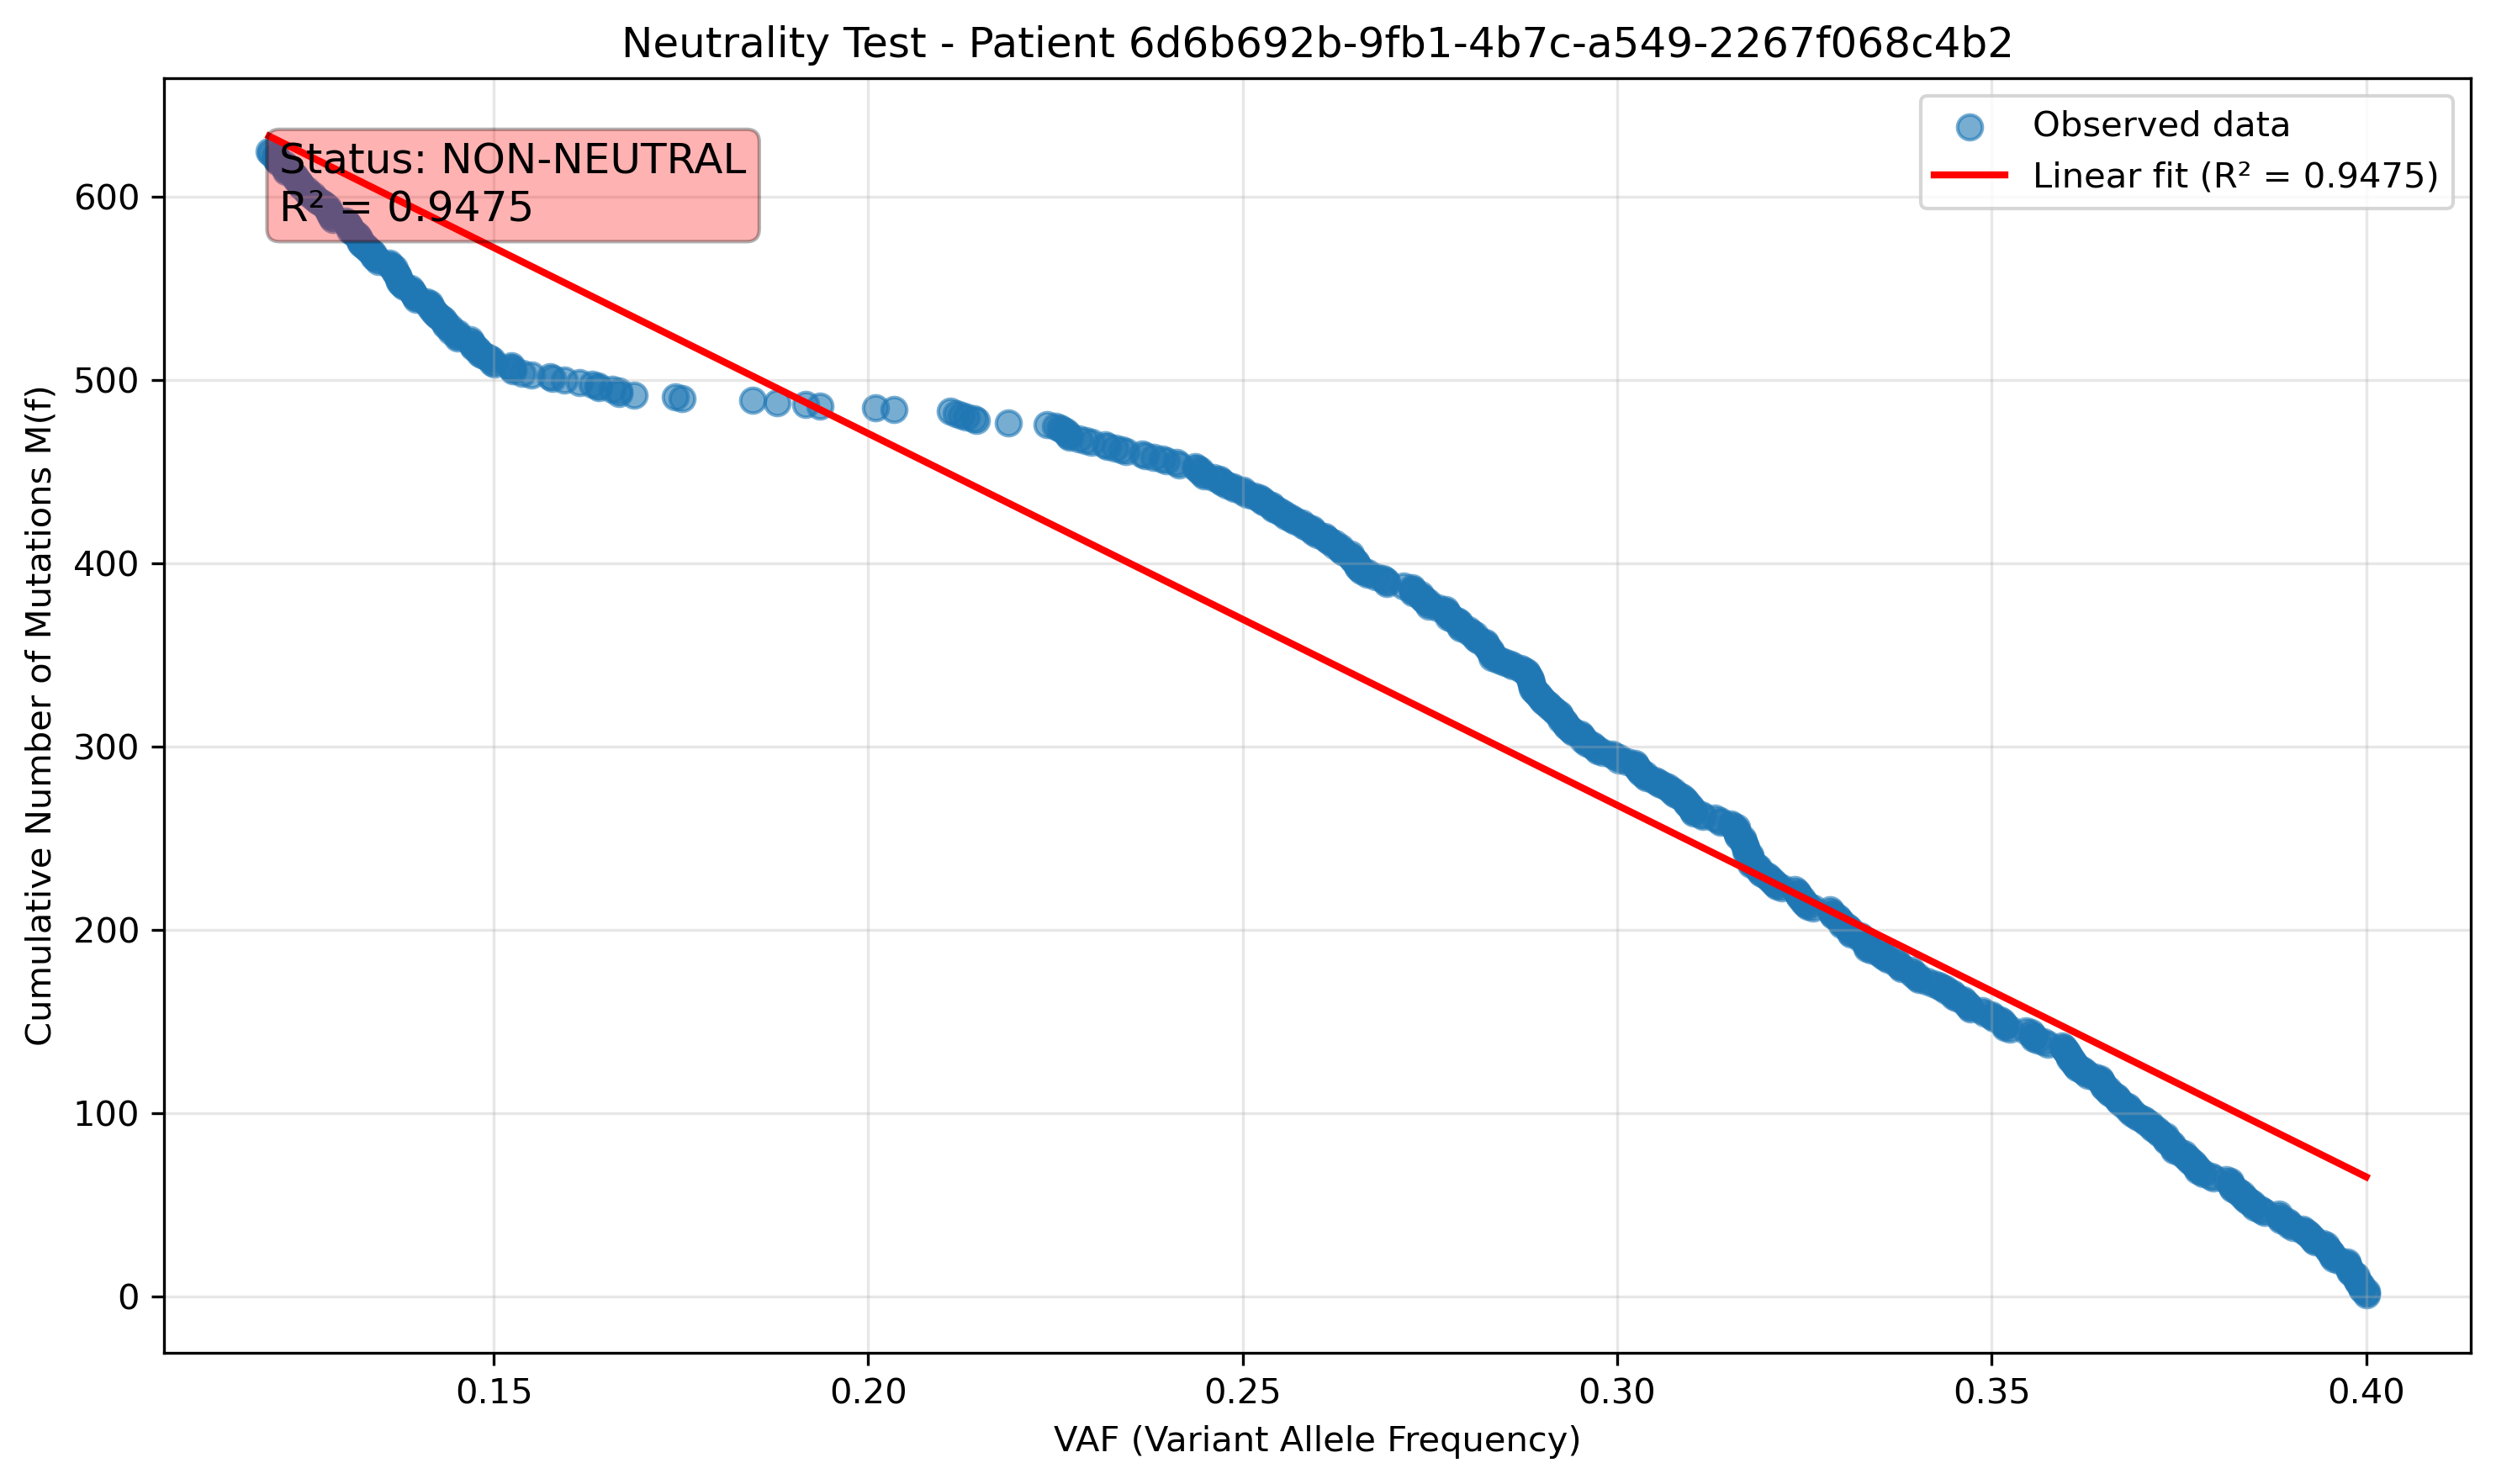 Neutrality Test - Patient 6d6b692b-9fb1-4b7c-a549-2267f068c4b2
Observed data
Linear fit (R² = 0.9475)
Status: NON-NEUTRAL
R² = 0.9475
Cumulative Number of Mutations M(f)
600
500
400
300
200
100
0
0.15
0.20
0.25
0.30
0.35
0.40
VAF (Variant Allele Frequency)